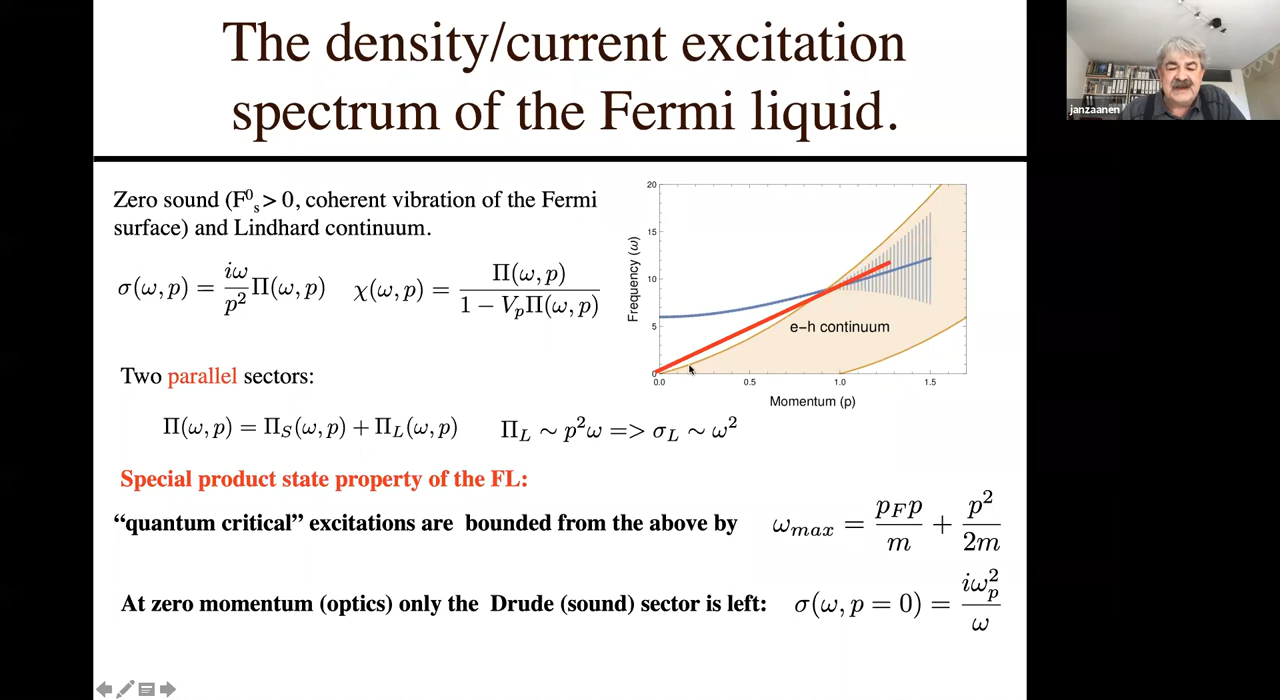 The density/current excitation
spectrum of the Fermi liquid.
janzaanen
Zero sound (F⁰ₛ > 0, coherent vibration of the Fermi
surface) and Lindhard continuum.
σ(ω, p) = iω/p² Π(ω, p) χ(ω, p) = Π(ω, p) / (1 − VₚΠ(ω, p))
Frequency (ω)
20
15
10
5
0
0.0 0.5 1.0 1.5
e−h continuum
Momentum (p)
Two parallel sectors:
Π(ω, p) = Π_S(ω, p) + Π_L(ω, p) Π_L ∼ p²ω => σ_L ∼ ω²
Special product state property of the FL:
“quantum critical” excitations are bounded from the above by ω_max = p_F p/m + p²/2m
At zero momentum (optics) only the Drude (sound) sector is left: σ(ω, p = 0) = iω_p²/ω